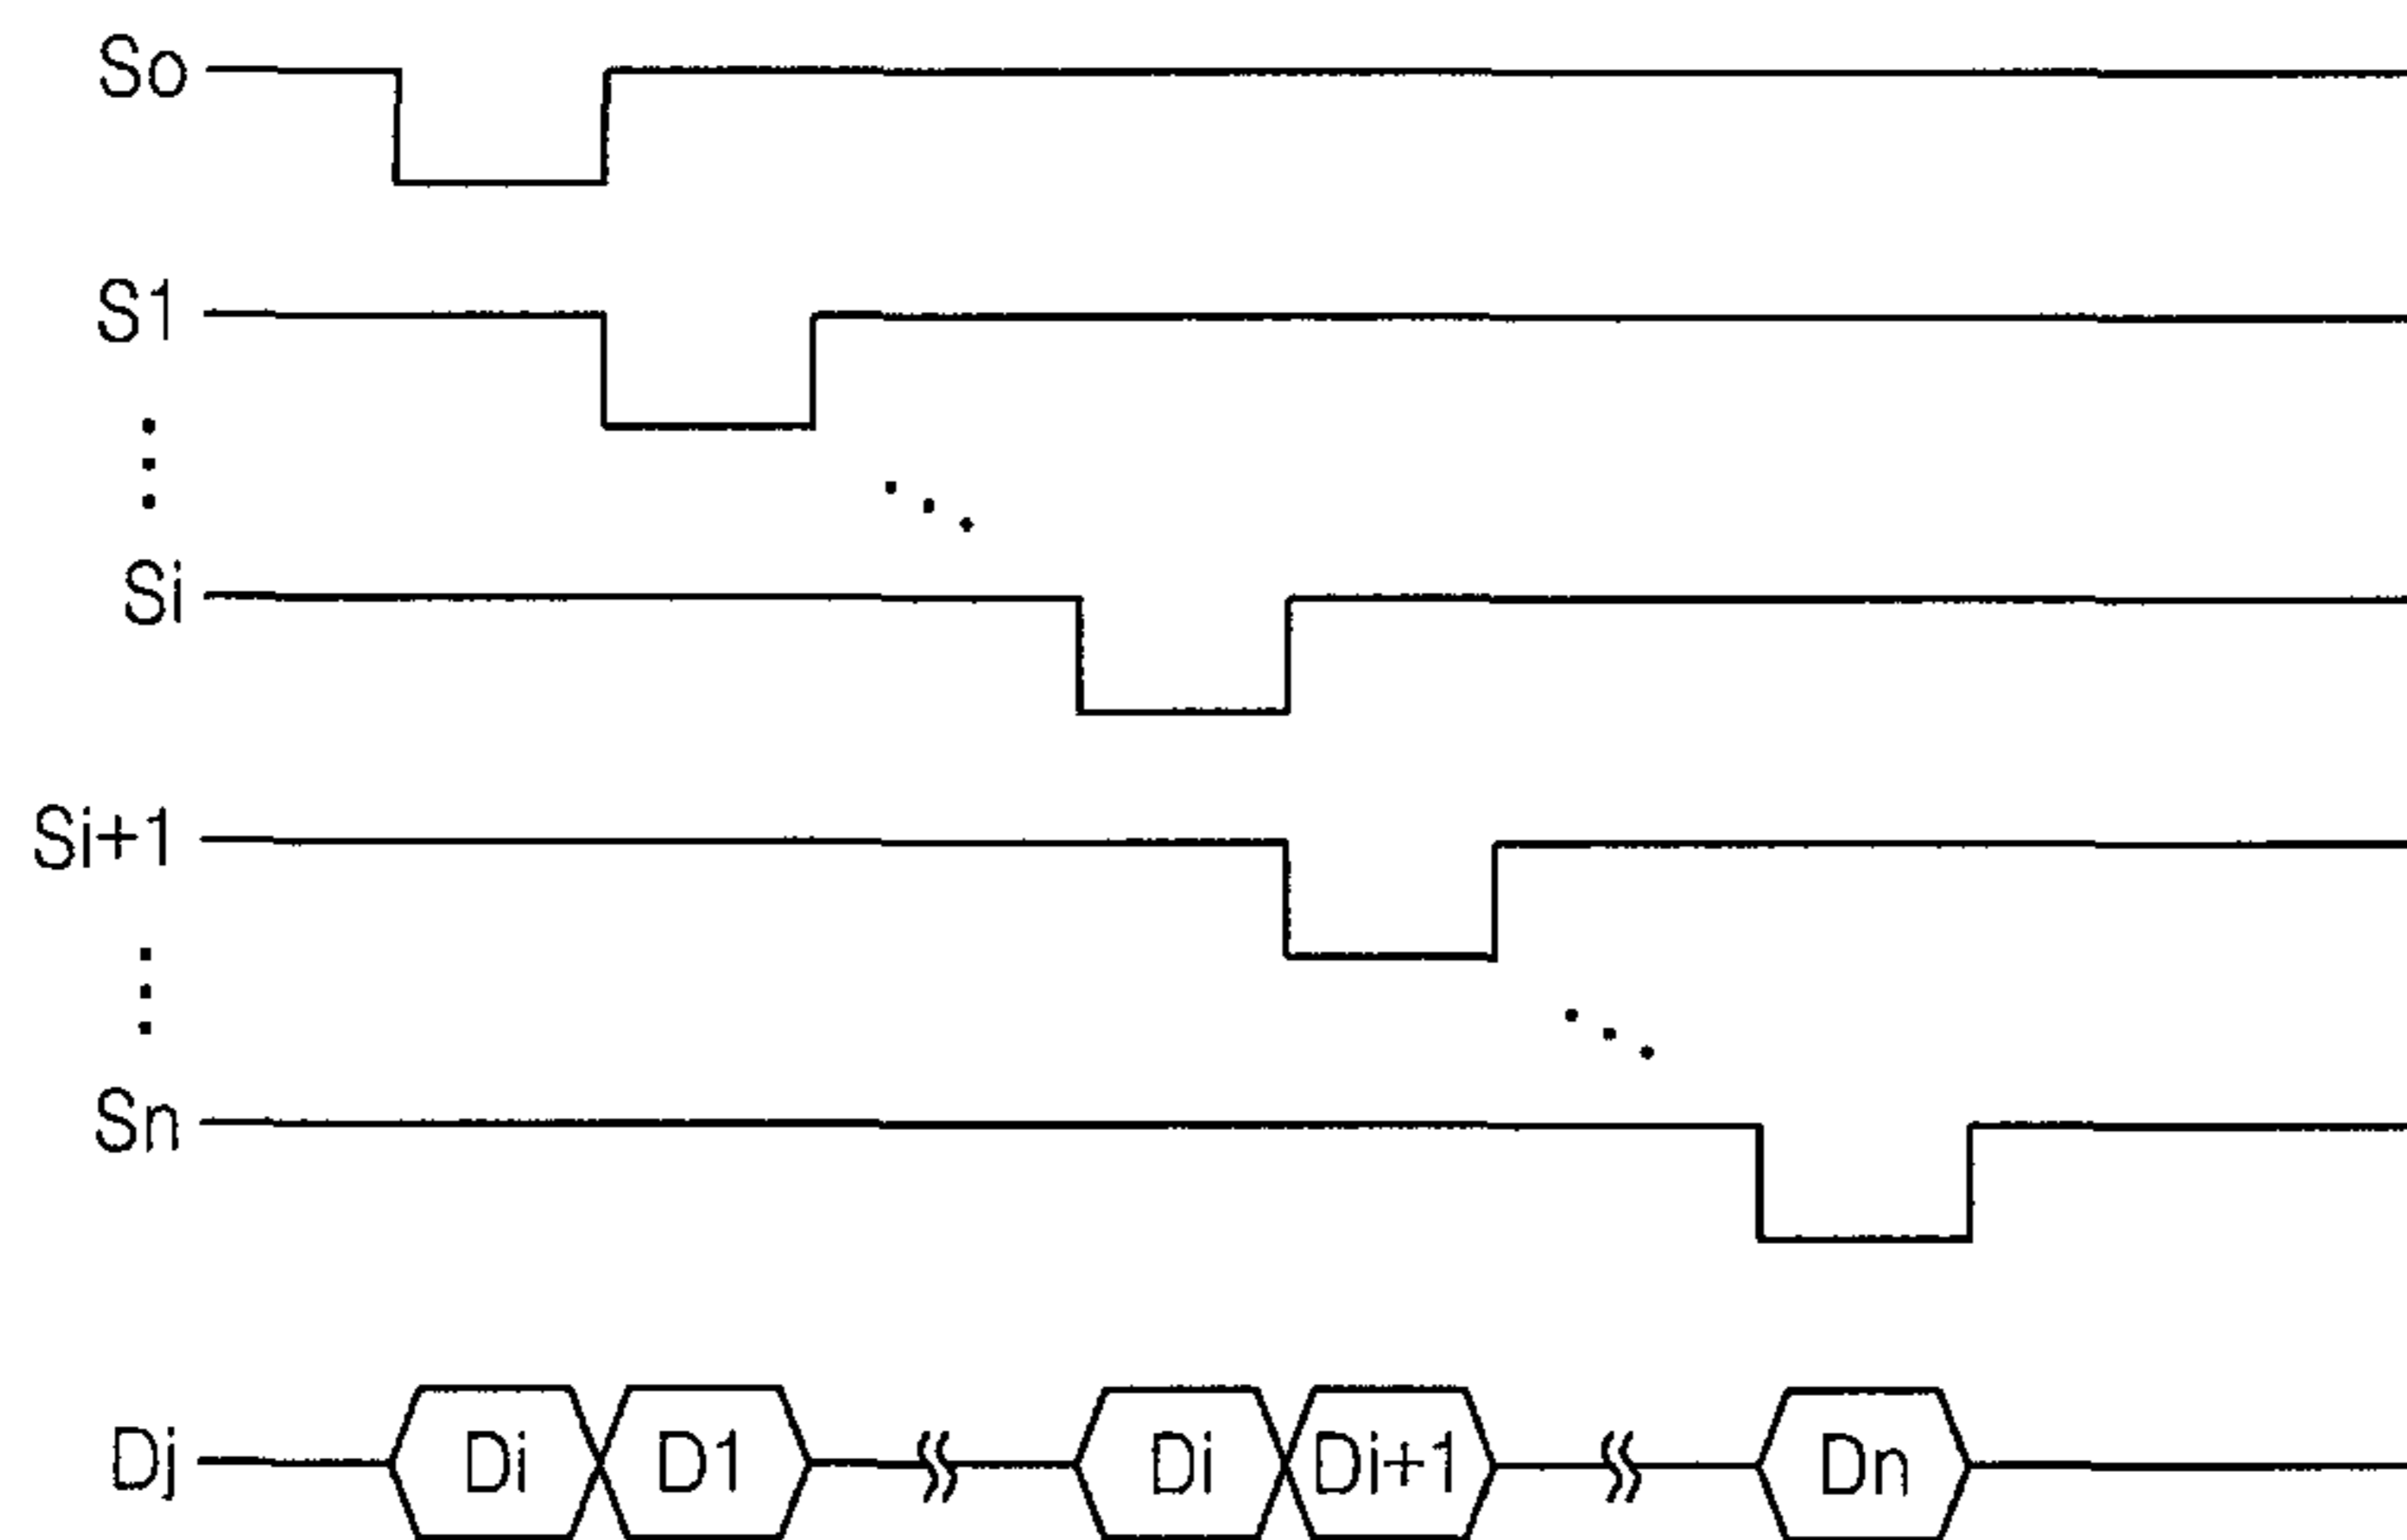 So
S1
Si
Si+1
Sn
Dj Di D1 Di Di+1 Dn